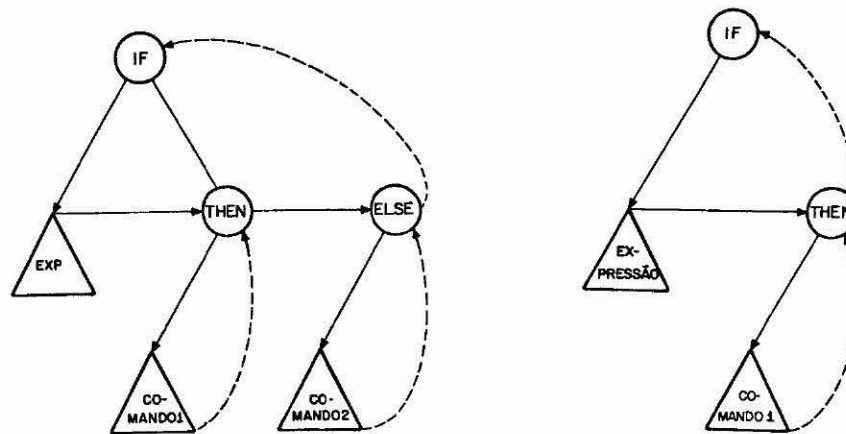 IF
THEN
ELSE
EXP
CO-
MANDO1
CO-
MANDO2
IF
THEN
EX-
PRESSÃO
CO-
MANDO 1